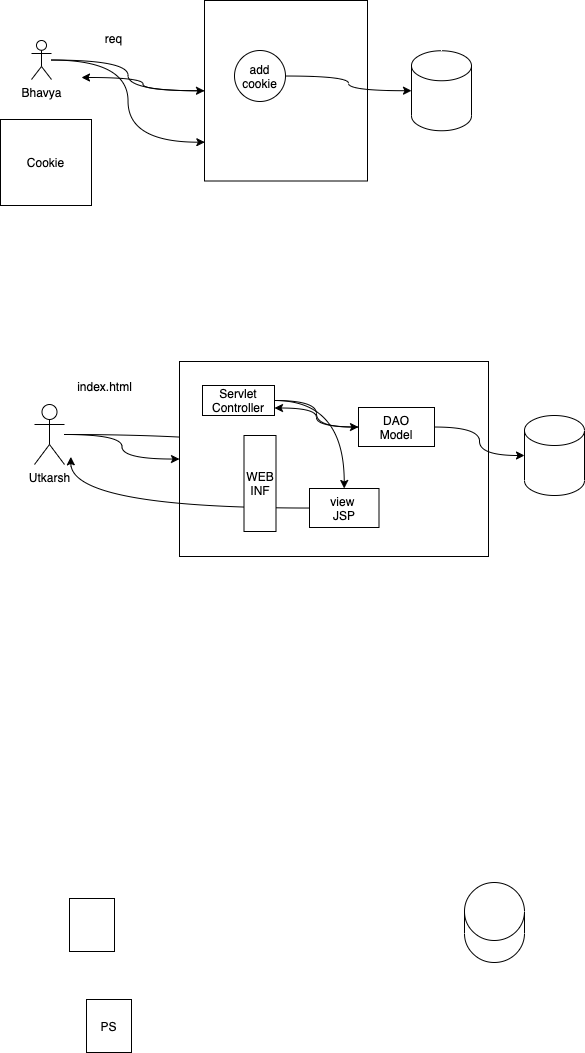 req
add
cookie
Bhavya
Cookie
index.html
Servlet
Controller
DAO
Model
Utkarsh
WEB
INF
view
JSP
PS